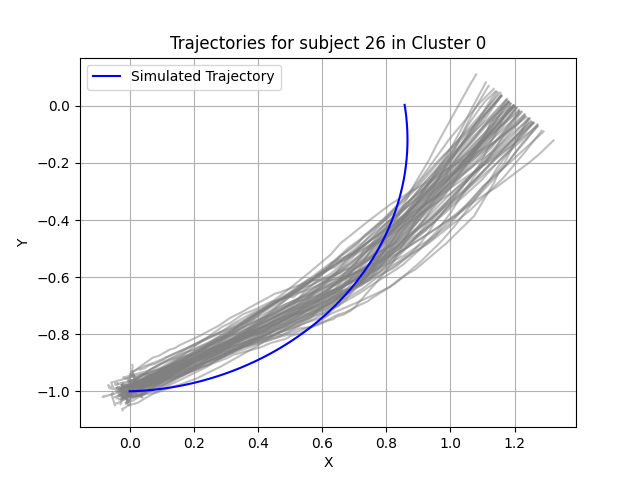 Trajectories for subject 26 in Cluster 0
Simulated Trajectory
0.0
−0.2
−0.4
−0.6
−0.8
−1.0
Y
0.0 0.2 0.4 0.6 0.8 1.0 1.2
X